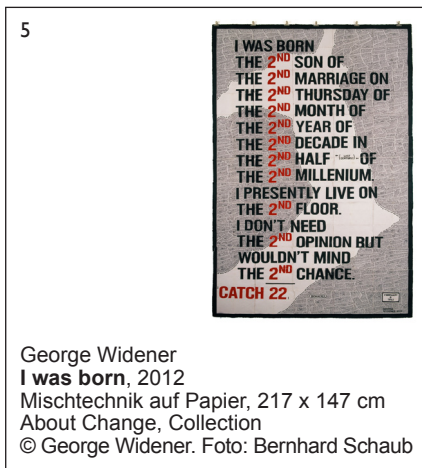 5
I WAS BORN
THE 2ND SON OF
THE 2ND MARRIAGE ON
THE 2ND THURSDAY OF
THE 2ND MONTH OF
THE 2ND YEAR OF
THE 2ND DECADE IN
THE 2ND HALF OF
THE 2ND MILLENIUM.
I PRESENTLY LIVE ON
THE 2ND FLOOR.
I DON'T NEED
THE 2ND OPINION BUT
WOULDN'T MIND
THE 2ND CHANCE.
CATCH 22.
George Widener
I was born, 2012
Mischtechnik auf Papier, 217 x 147 cm
About Change, Collection
© George Widener. Foto: Bernhard Schaub